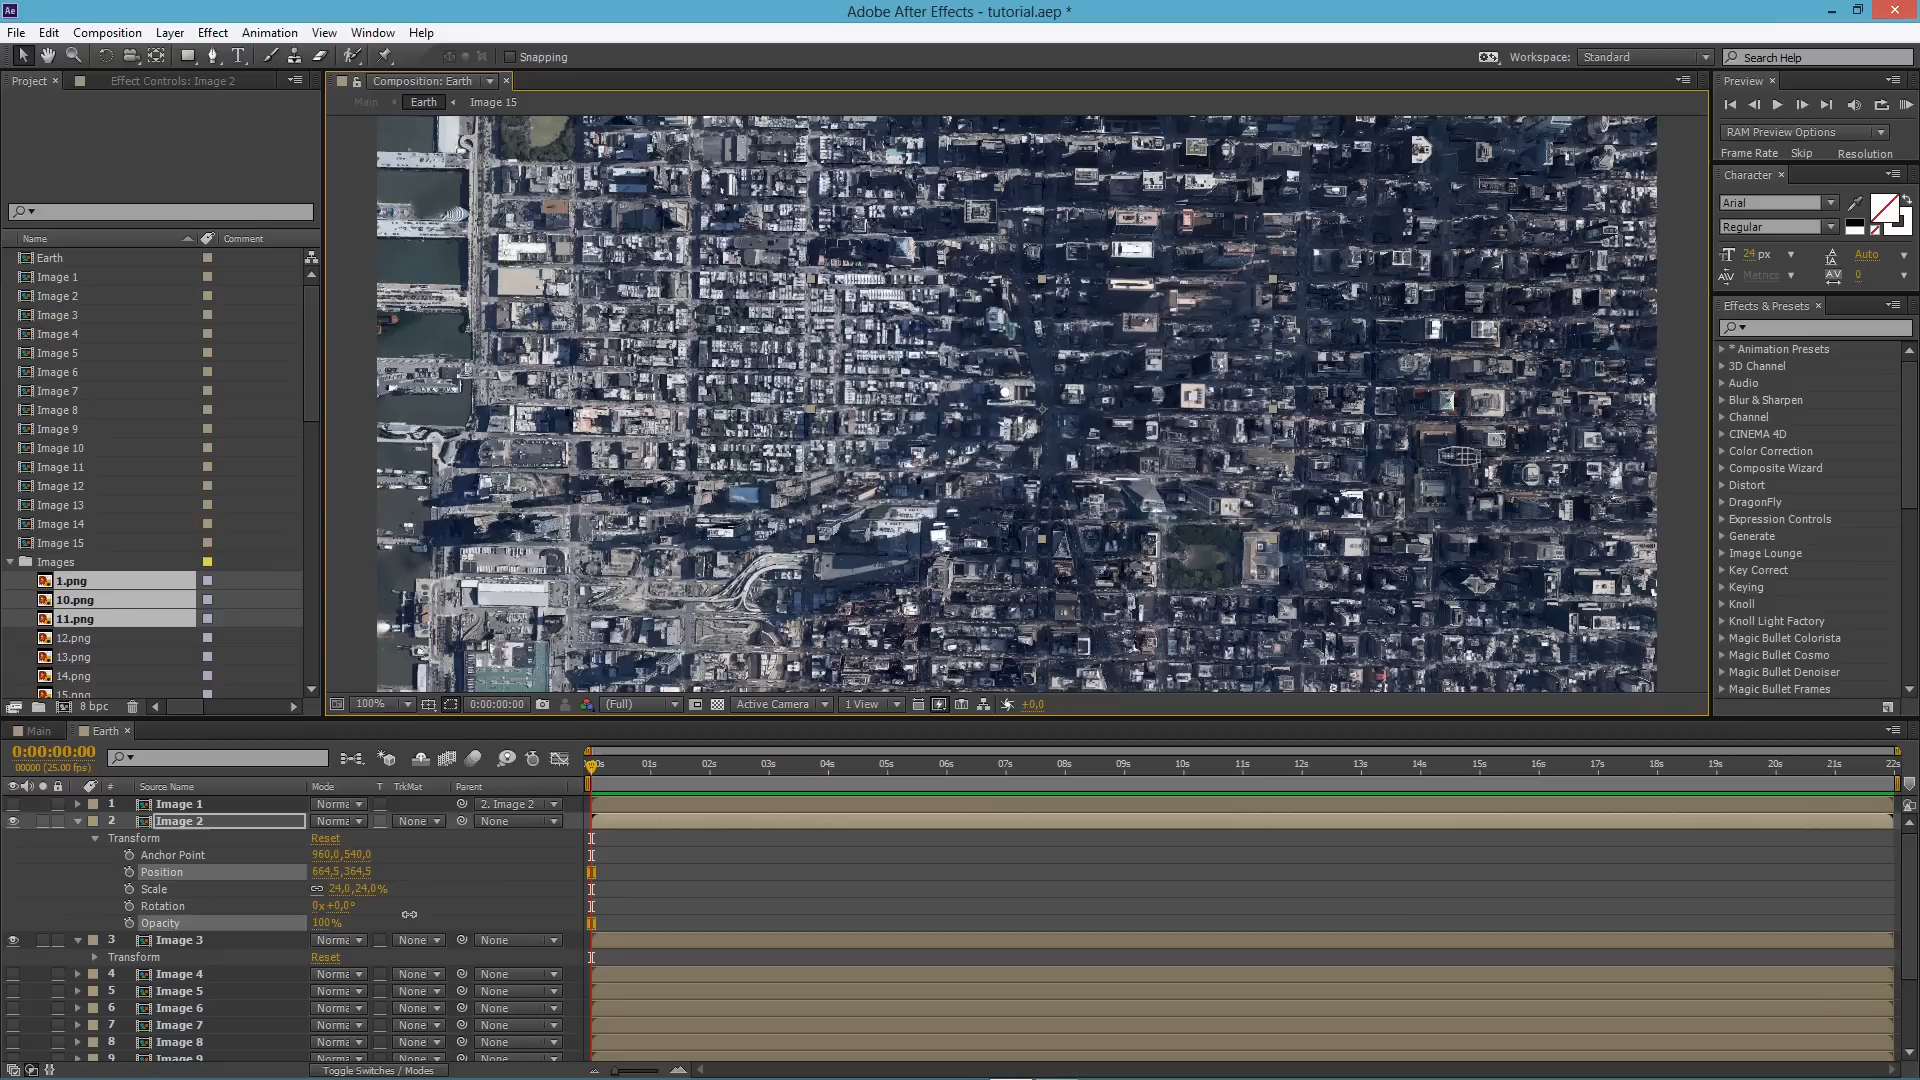 Ae
Adobe After Effects - tutorial.aep *
File Edit Composition Layer Effect Animation View Window Help
Snapping
Workspace: Standard
Search Help
Project
Effect Controls: Image 2
Composition: Earth
Main Earth Image 15
Name Comment
Earth
Image 1
Image 2
Image 3
Image 4
Image 5
Image 6
Image 7
Image 8
Image 9
Image 10
Image 11
Image 12
Image 13
Image 14
Image 15
Images
1.png
10.png
11.png
12.png
13.png
14.png
15.png
8 bpc
100% 0:00:00:00 (Full) Active Camera 1 View +0,0
Preview
RAM Preview Options
Frame Rate Skip Resolution
Character
Arial
Regular
24 px Auto
Metrics 0
Effects & Presets
* Animation Presets
3D Channel
Audio
Blur & Sharpen
Channel
CINEMA 4D
Color Correction
Composite Wizard
Distort
DragonFly
Expression Controls
Generate
Image Lounge
Key Correct
Keying
Knoll
Knoll Light Factory
Magic Bullet Colorista
Magic Bullet Cosmo
Magic Bullet Denoiser
Magic Bullet Frames
Main Earth
0:00:00:00
00000 (25.00 fps)
01s 02s 03s 04s 05s 06s 07s 08s 09s 10s 11s 12s 13s 14s 15s 16s 17s 18s 19s 20s 21s 22s
# Source Name Mode T TrkMat Parent
1 Image 1 Norma 2. Image 2
2 Image 2 Norma None None
Transform Reset
Anchor Point 960,0,540,0
Position 664,5,364,5
Scale 24,0,24,0%
Rotation 0x+0,0°
Opacity 100%
3 Image 3 Norma None None
Transform Reset
4 Image 4 Norma None None
5 Image 5 Norma None None
6 Image 6 Norma None None
7 Image 7 Norma None None
8 Image 8 Norma None None
9 Image 9 Norma None None
Toggle Switches / Modes